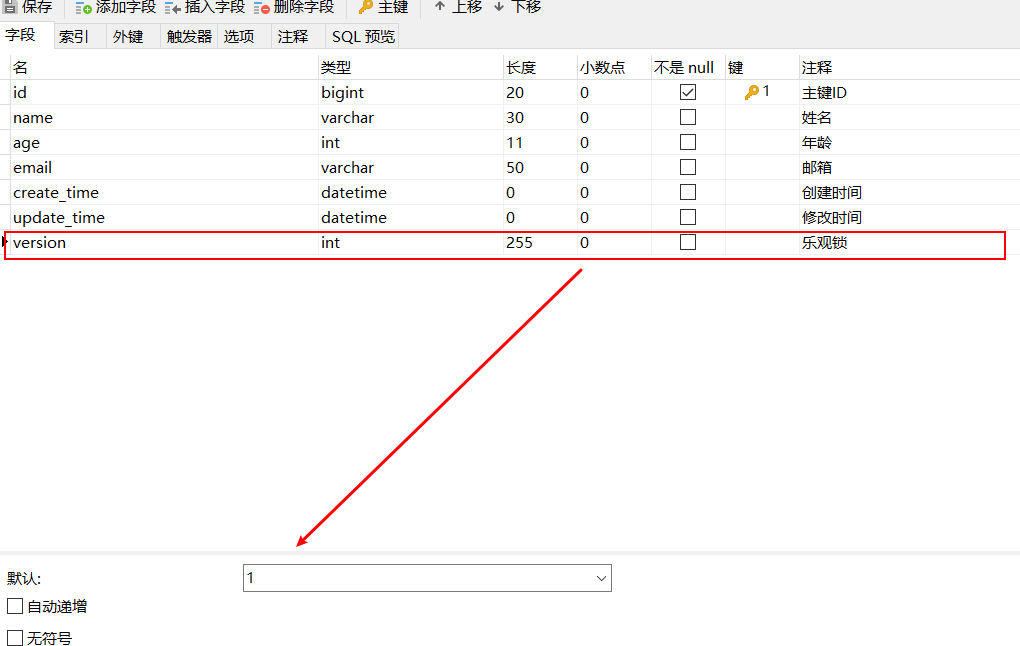 保存 添加字段 插入字段 删除字段 主键 上移 下移
字段 索引 外键 触发器 选项 注释 SQL 预览
名 类型 长度 小数点 不是 null 键 注释
id bigint 20 0 1 主键ID
name varchar 30 0 姓名
age int 11 0 年龄
email varchar 50 0 邮箱
create_time datetime 0 0 创建时间
update_time datetime 0 0 修改时间
version int 255 0 乐观锁
默认: 1
自动递增
无符号